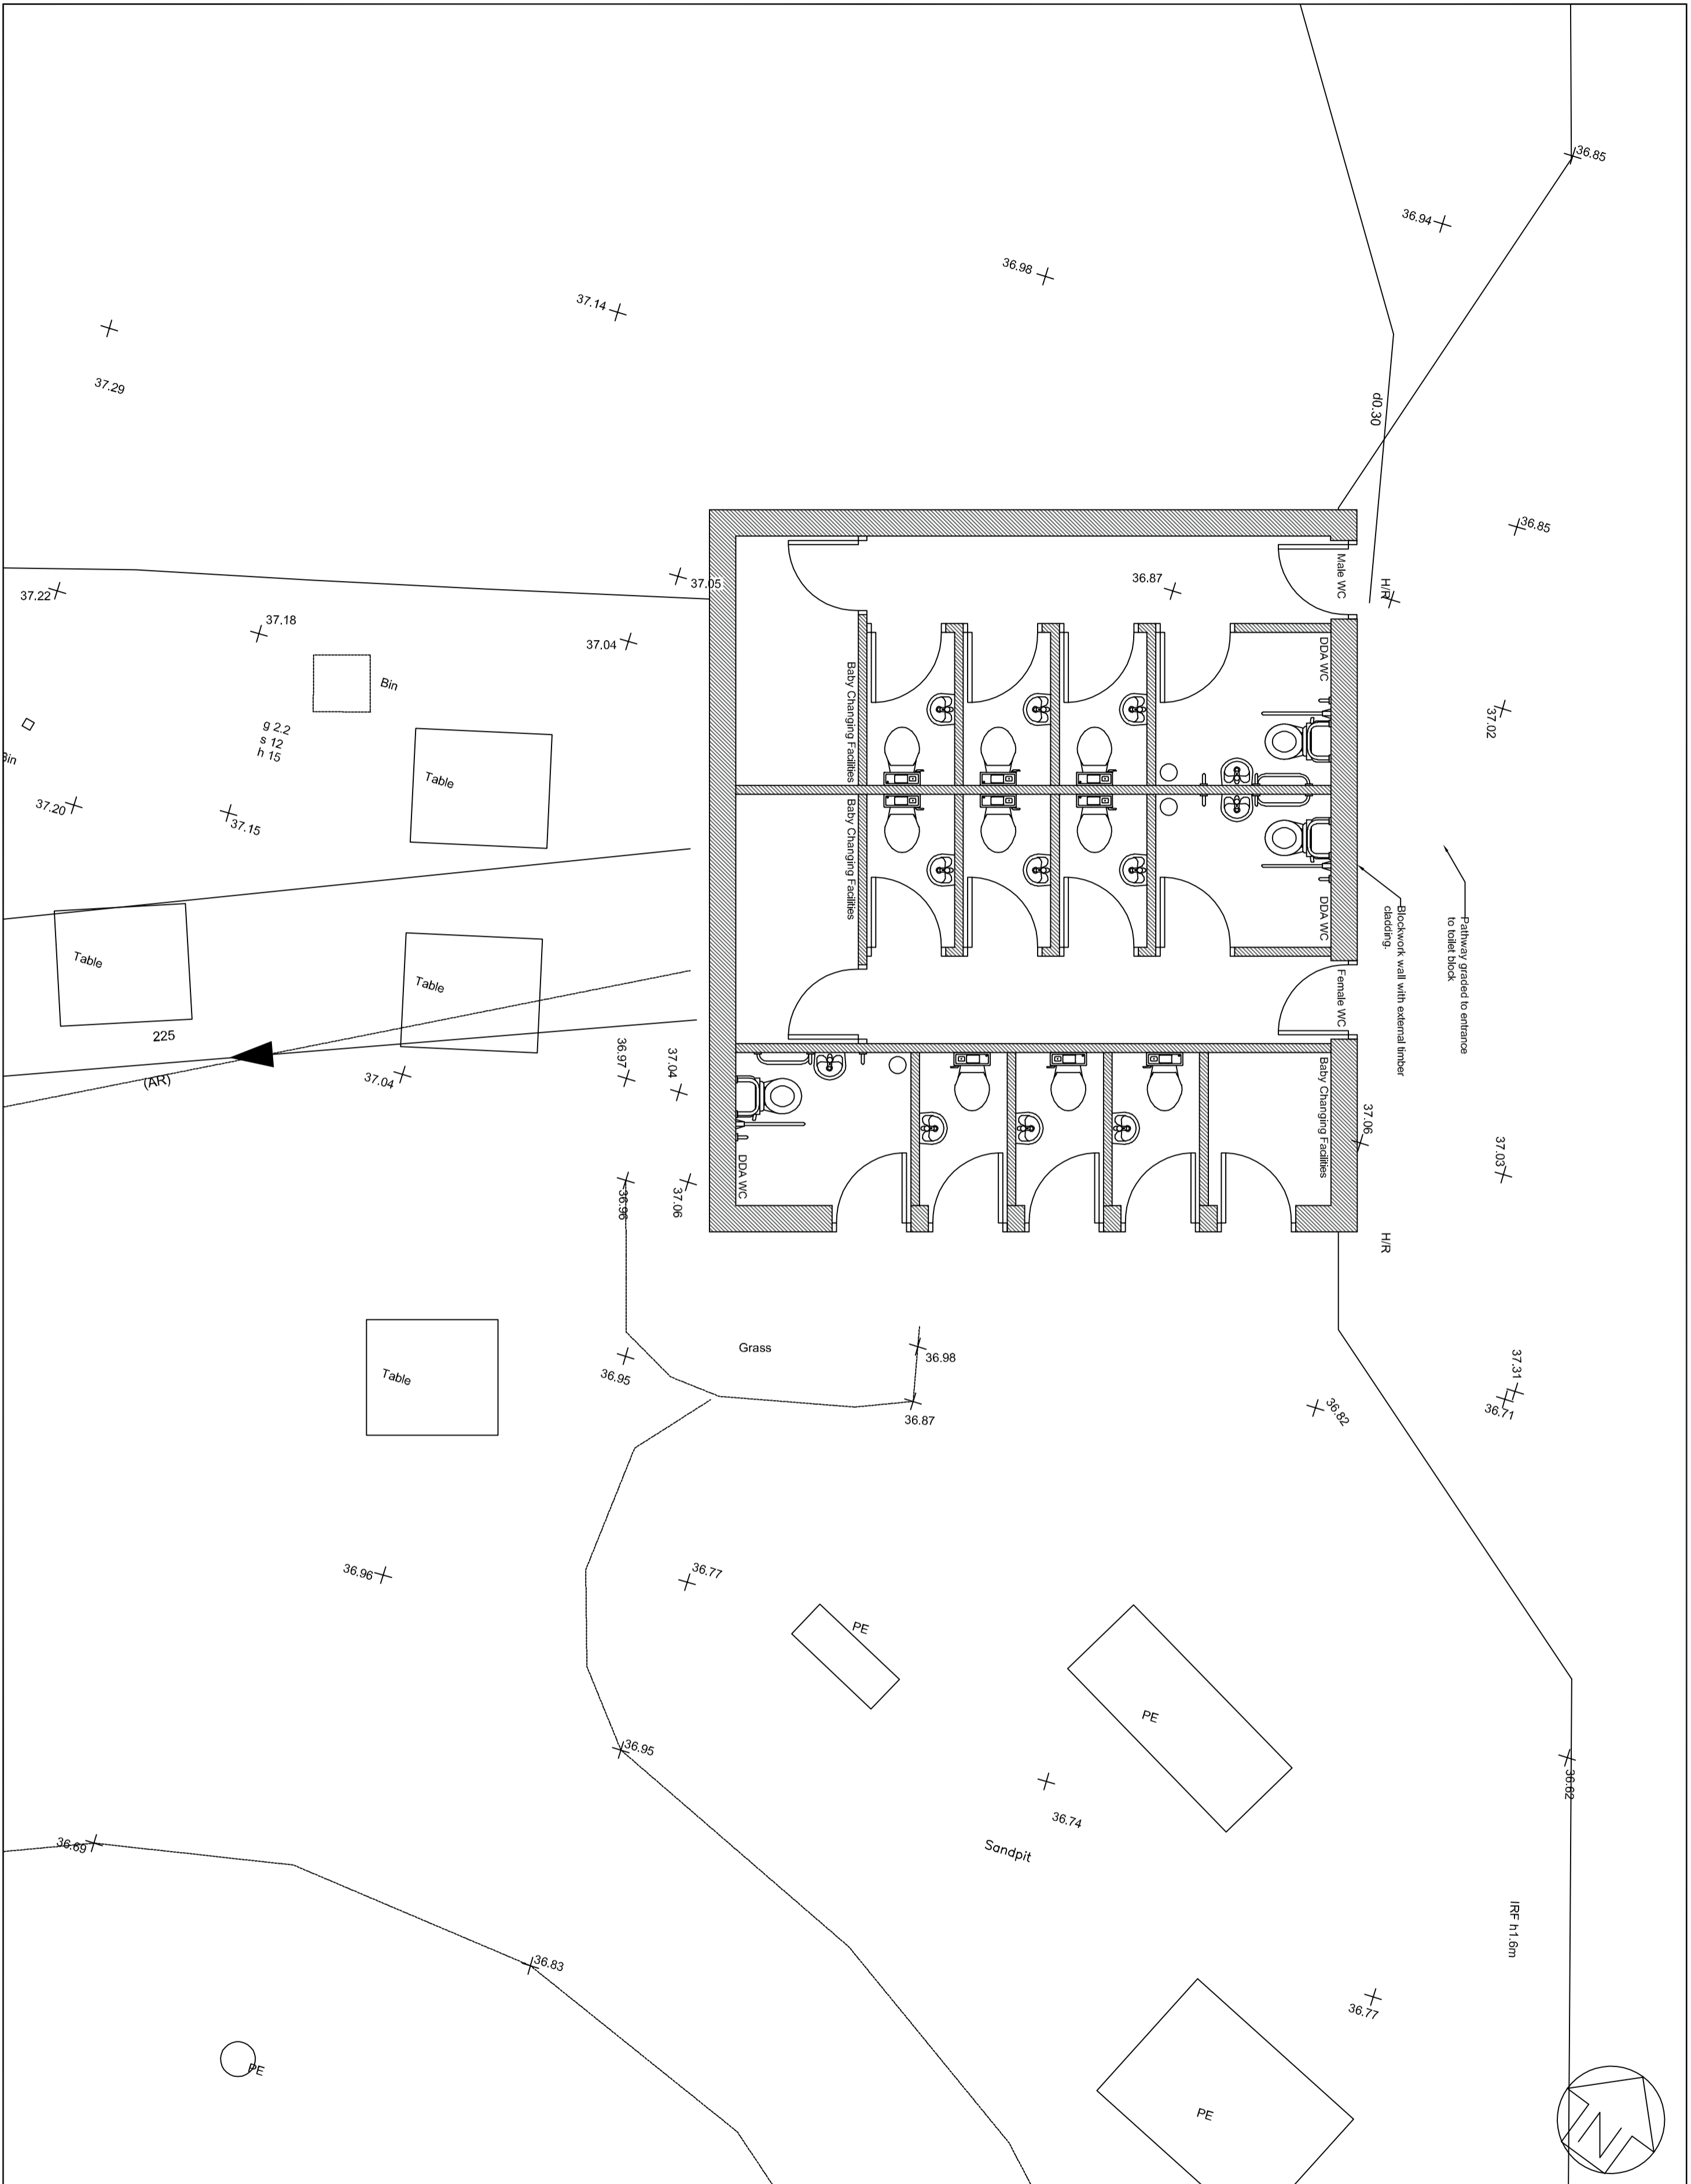 36.85
36.94
36.98
37.14
37.29
d0.30
36.85
Male WC
H/R
36.87
37.05
37.22
37.18
37.04
Bin
DDA WC
Baby Changing Facilities
g 2.2
s 12
h 15
37.02
Table
37.20
37.15
Baby Changing Facilities
DDA WC
Blockwork wall with external timber
cladding.
Pathway graded to entrance
to toilet block
Table
Table
Female WC
225
(AR)
37.04
36.97
37.04
Baby Changing Facilities
37.06
37.03
DDA WC
36.96
37.06
H/R
Grass
36.98
36.95
Table
36.87
36.82
37.31
36.71
36.96
36.77
PE
PE
36.95
36.62
36.74
Sandpit
36.69
IRF h1.6m
36.83
36.77
PE
PE
N